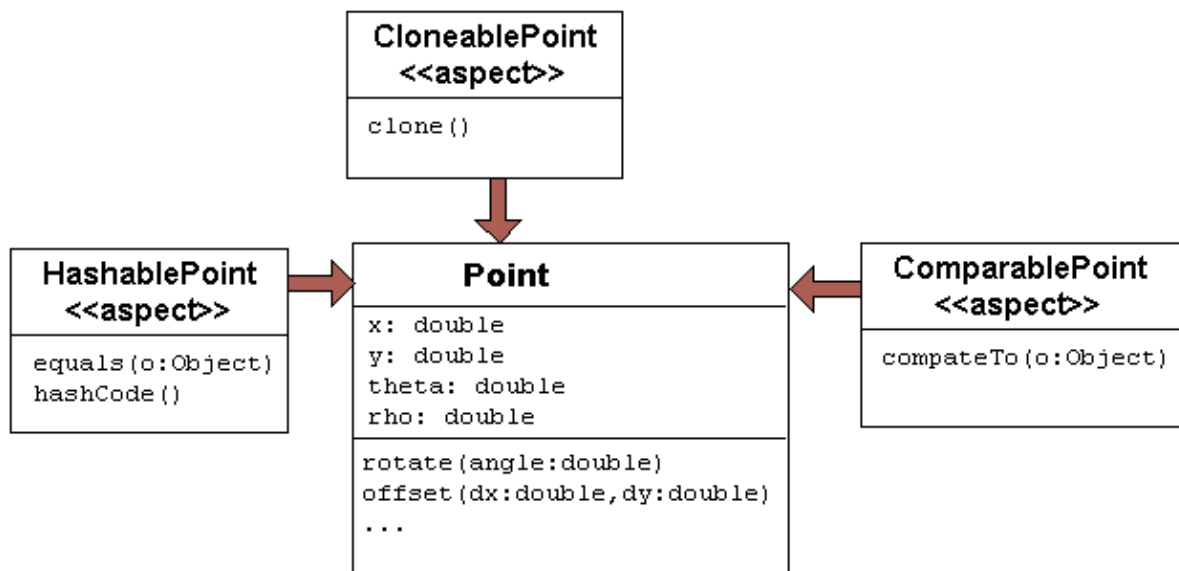 CloneablePoint
<<aspect>>
clone()
HashablePoint
<<aspect>>
equals(o:Object)
hashCode()
Point
x: double
y: double
theta: double
rho: double
rotate(angle:double)
offset(dx:double,dy:double)
...
ComparablePoint
<<aspect>>
compateTo(o:Object)